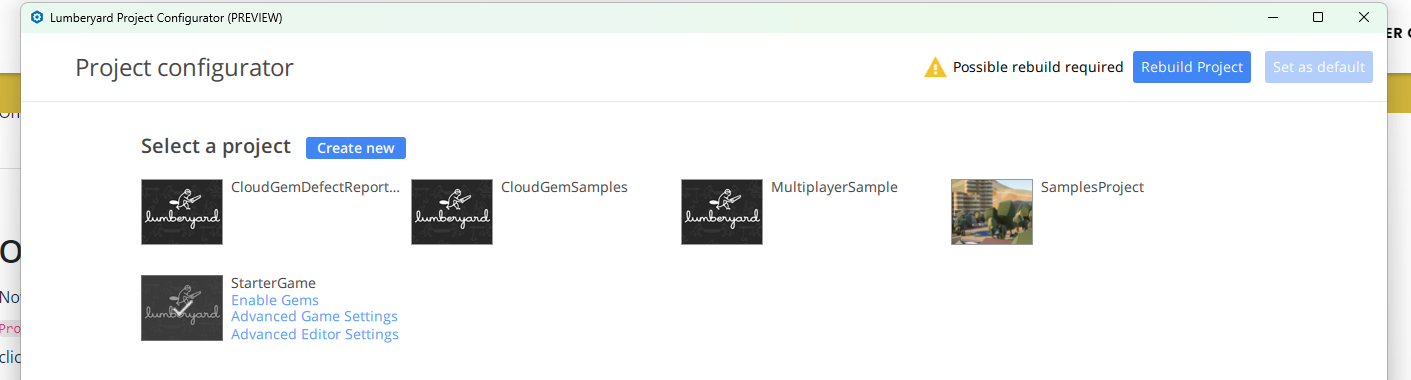 Lumberyard Project Configurator (PREVIEW)
ER
Project configurator
Possible rebuild required
Rebuild Project
Set as default
Select a project
Create new
lumberyard
CloudGemDefectReport...
lumberyard
CloudGemSamples
lumberyard
MultiplayerSample
SamplesProject
lumberyard
StarterGame
Enable Gems
Advanced Game Settings
Advanced Editor Settings
No
Pro
clic